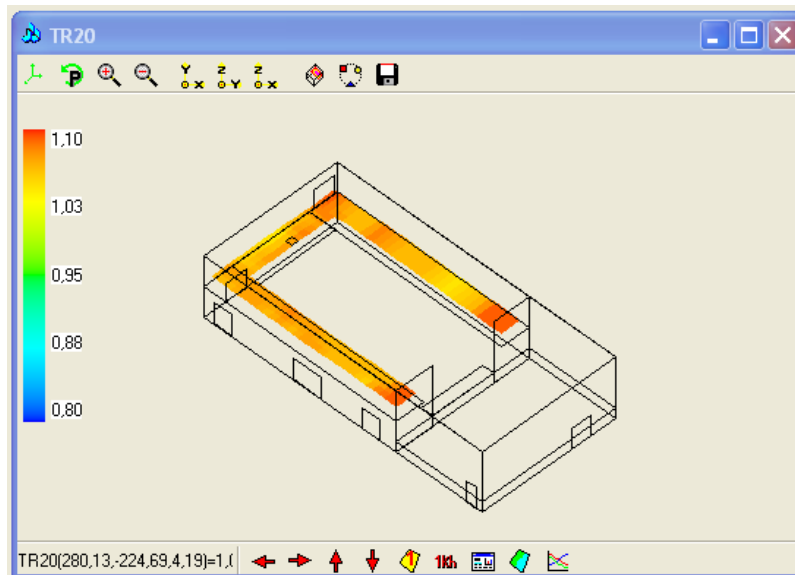 TR20
P
Y Z Z
X Y X
1,10
1,03
0,95
0,88
0,80
TR20(280,13,-224,69,4,19)=1,(
1Kh